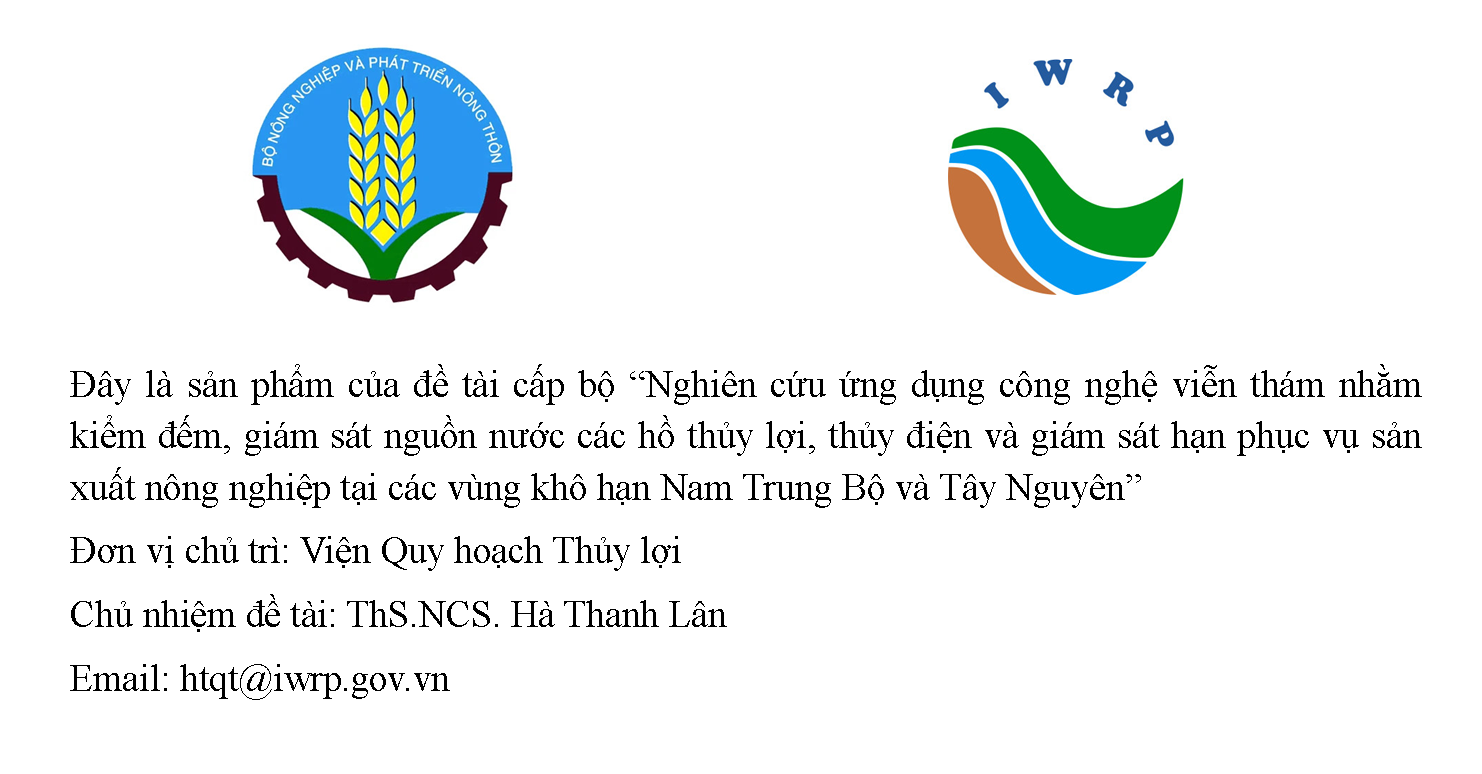 BỘ NÔNG NGHIỆP VÀ PHÁT TRIỂN NÔNG THÔN
I W R P
Đây là sản phẩm của đề tài cấp bộ “Nghiên cứu ứng dụng công nghệ viễn thám nhằm
kiểm đếm, giám sát nguồn nước các hồ thủy lợi, thủy điện và giám sát hạn phục vụ sản
xuất nông nghiệp tại các vùng khô hạn Nam Trung Bộ và Tây Nguyên”
Đơn vị chủ trì: Viện Quy hoạch Thủy lợi
Chủ nhiệm đề tài: ThS.NCS. Hà Thanh Lân
Email: htqt@iwrp.gov.vn